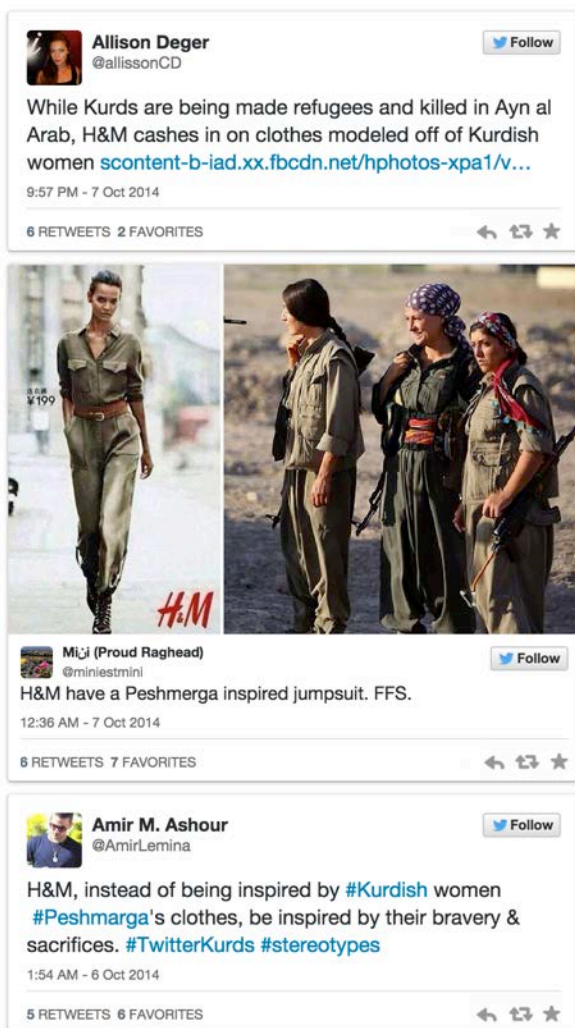 Allison Deger
Follow
@allissonCD
While Kurds are being made refugees and killed in Ayn al
Arab, H&M cashes in on clothes modeled off of Kurdish
women scontent-b-iad.xx.fbcdn.net/hphotos-xpa1/v...
9:57 PM - 7 Oct 2014
6 RETWEETS 2 FAVORITES
¥199
H&M
(Proud Raghead)
Follow
@miniestmini
H&M have a Peshmerga inspired jumpsuit. FFS.
12:36 AM - 7 Oct 2014
6 RETWEETS 7 FAVORITES
Amir M. Ashour
Follow
@AmirLemina
H&M, instead of being inspired by #Kurdish women
#Peshmarga's clothes, be inspired by their bravery &
sacrifices. #TwitterKurds #stereotypes
1:54 AM - 6 Oct 2014
5 RETWEETS 6 FAVORITES